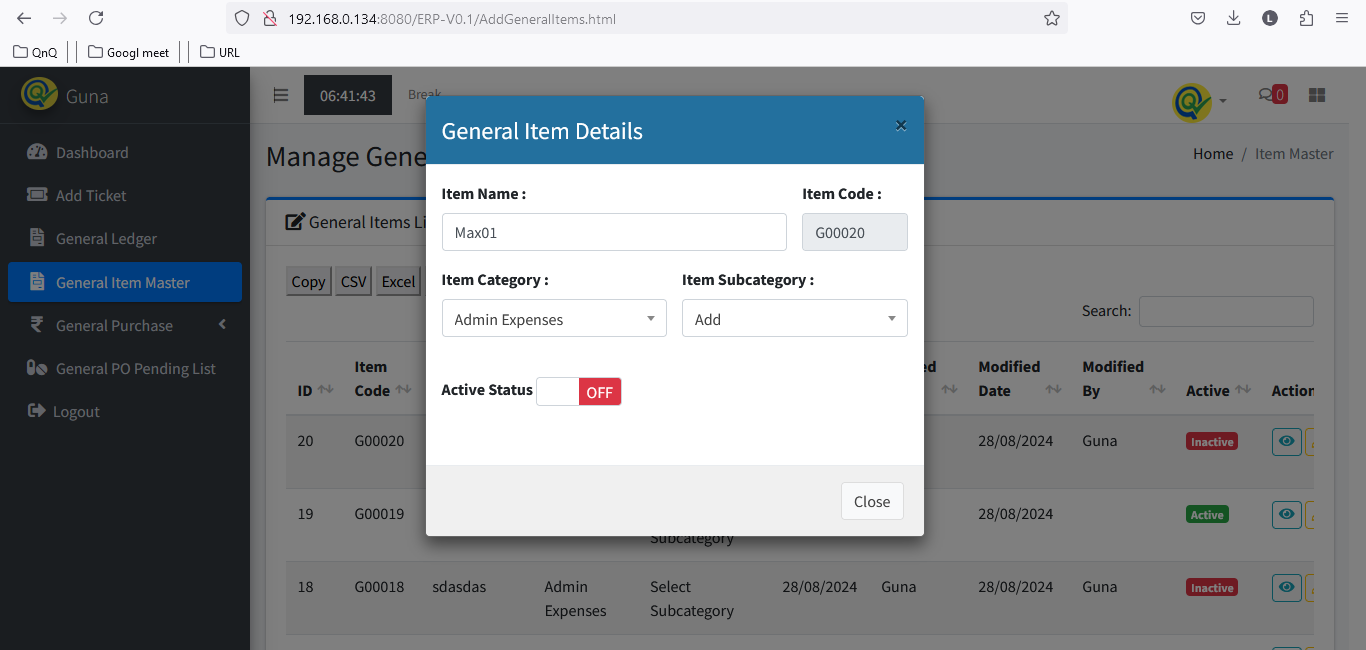 192.168.0.134:8080/ERP-V0.1/AddGeneralItems.html
L
QnQ
Googl meet
URL
Guna
06:41:43
Break
0
Dashboard
Add Ticket
General Ledger
General Item Master
General Purchase
General PO Pending List
Logout
Manage Gene
Home / Item Master
General Items Li
Copy
CSV
Excel
Search:
General Item Details
×
Item Name :
Item Code :
Max01
G00020
Item Category :
Item Subcategory :
Admin Expenses
Add
Active Status
OFF
Close
ID
Item Code
ed
Modified Date
Modified By
Active
Action
20 G00020 28/08/2024 Guna Inactive
19 G00019 28/08/2024 Active
Subcategory
18 G00018 sdasdas Admin Select 28/08/2024 Guna 28/08/2024 Guna Inactive
Expenses Subcategory